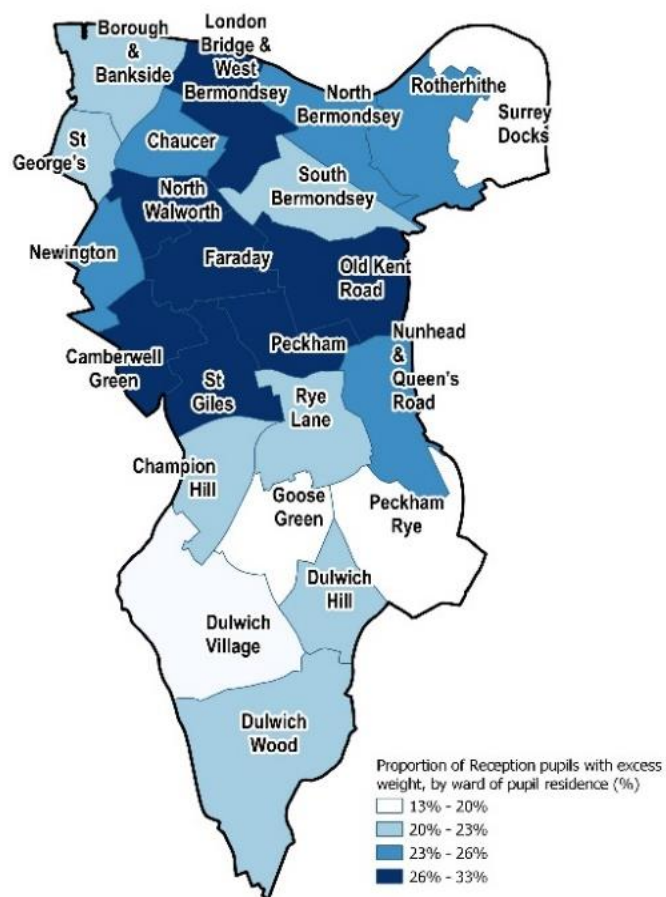 Borough
&
Bankside
London
Bridge &
West
Bermondsey
North
Bermondsey
Rotherhithe
Surrey
Docks
St
George's
Chaucer
South
Bermondsey
North
Walworth
Newington
Faraday
Old Kent
Road
Camberwell
Green
St
Giles
Peckham
Nunhead
&
Queen's
Road
Rye
Lane
Champion
Hill
Goose
Green
Peckham
Rye
Dulwich
Hill
Dulwich
Village
Dulwich
Wood
Proportion of Reception pupils with excess
weight, by ward of pupil residence (%)
13% - 20%
20% - 23%
23% - 26%
26% - 33%